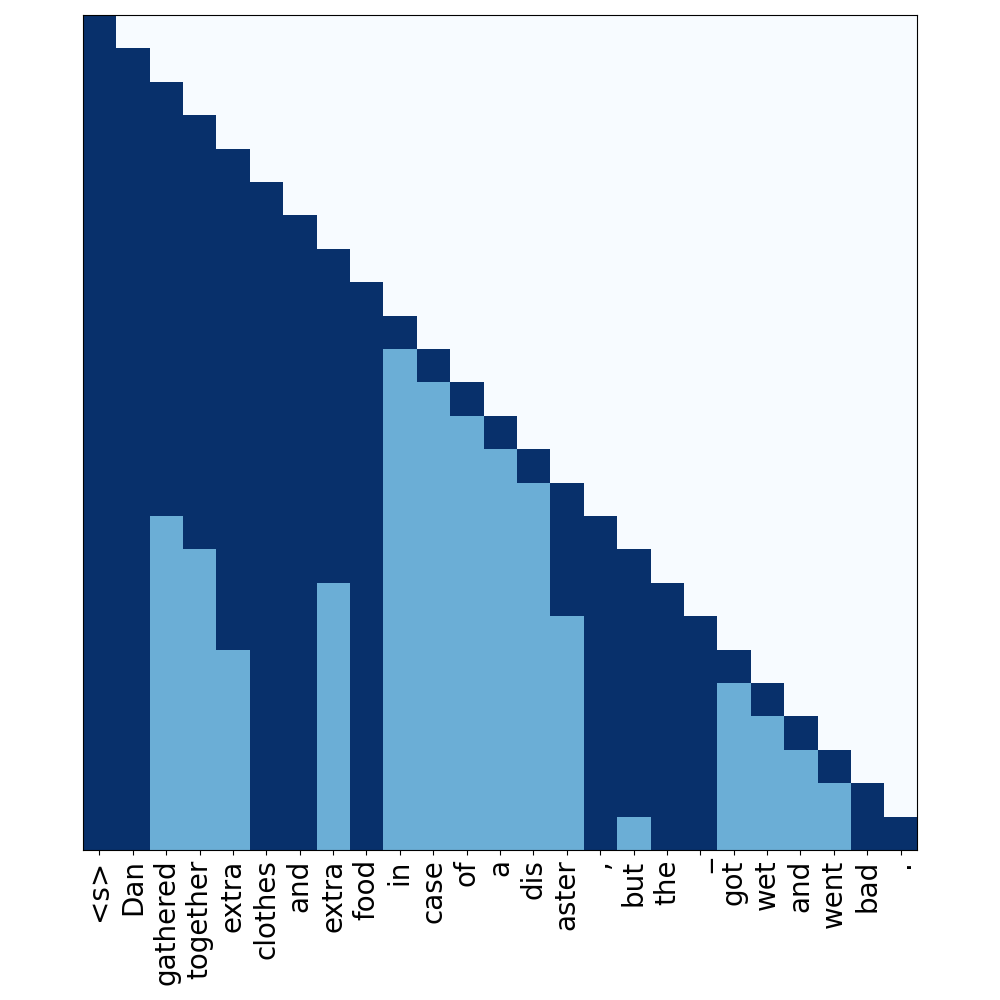 <s>
Dan
gathered
together
extra
clothes
and
extra
food
in
case
of
a
dis
aster
,
but
the
_
got
wet
and
went
bad
.